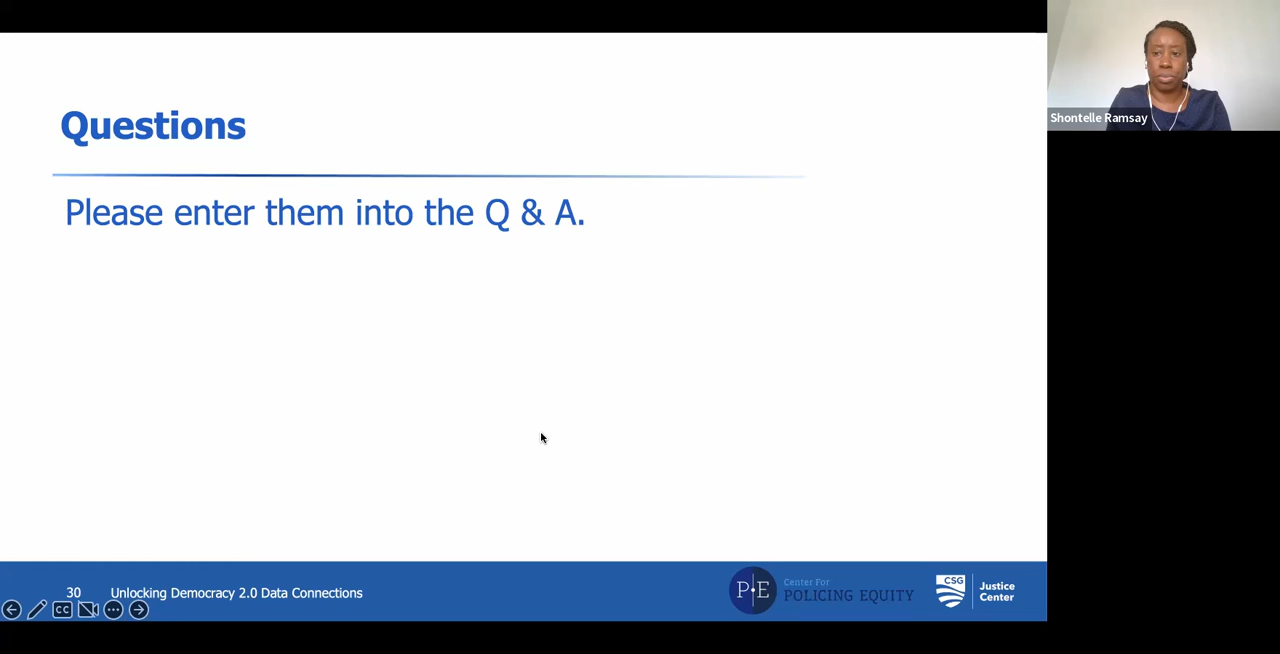 Questions
Please enter them into the Q & A.
30 Unlocking Democracy 2.0 Data Connections
P E
Center For
POLICING EQUITY
CSG
Justice
Center
CC
Shontelle Ramsay